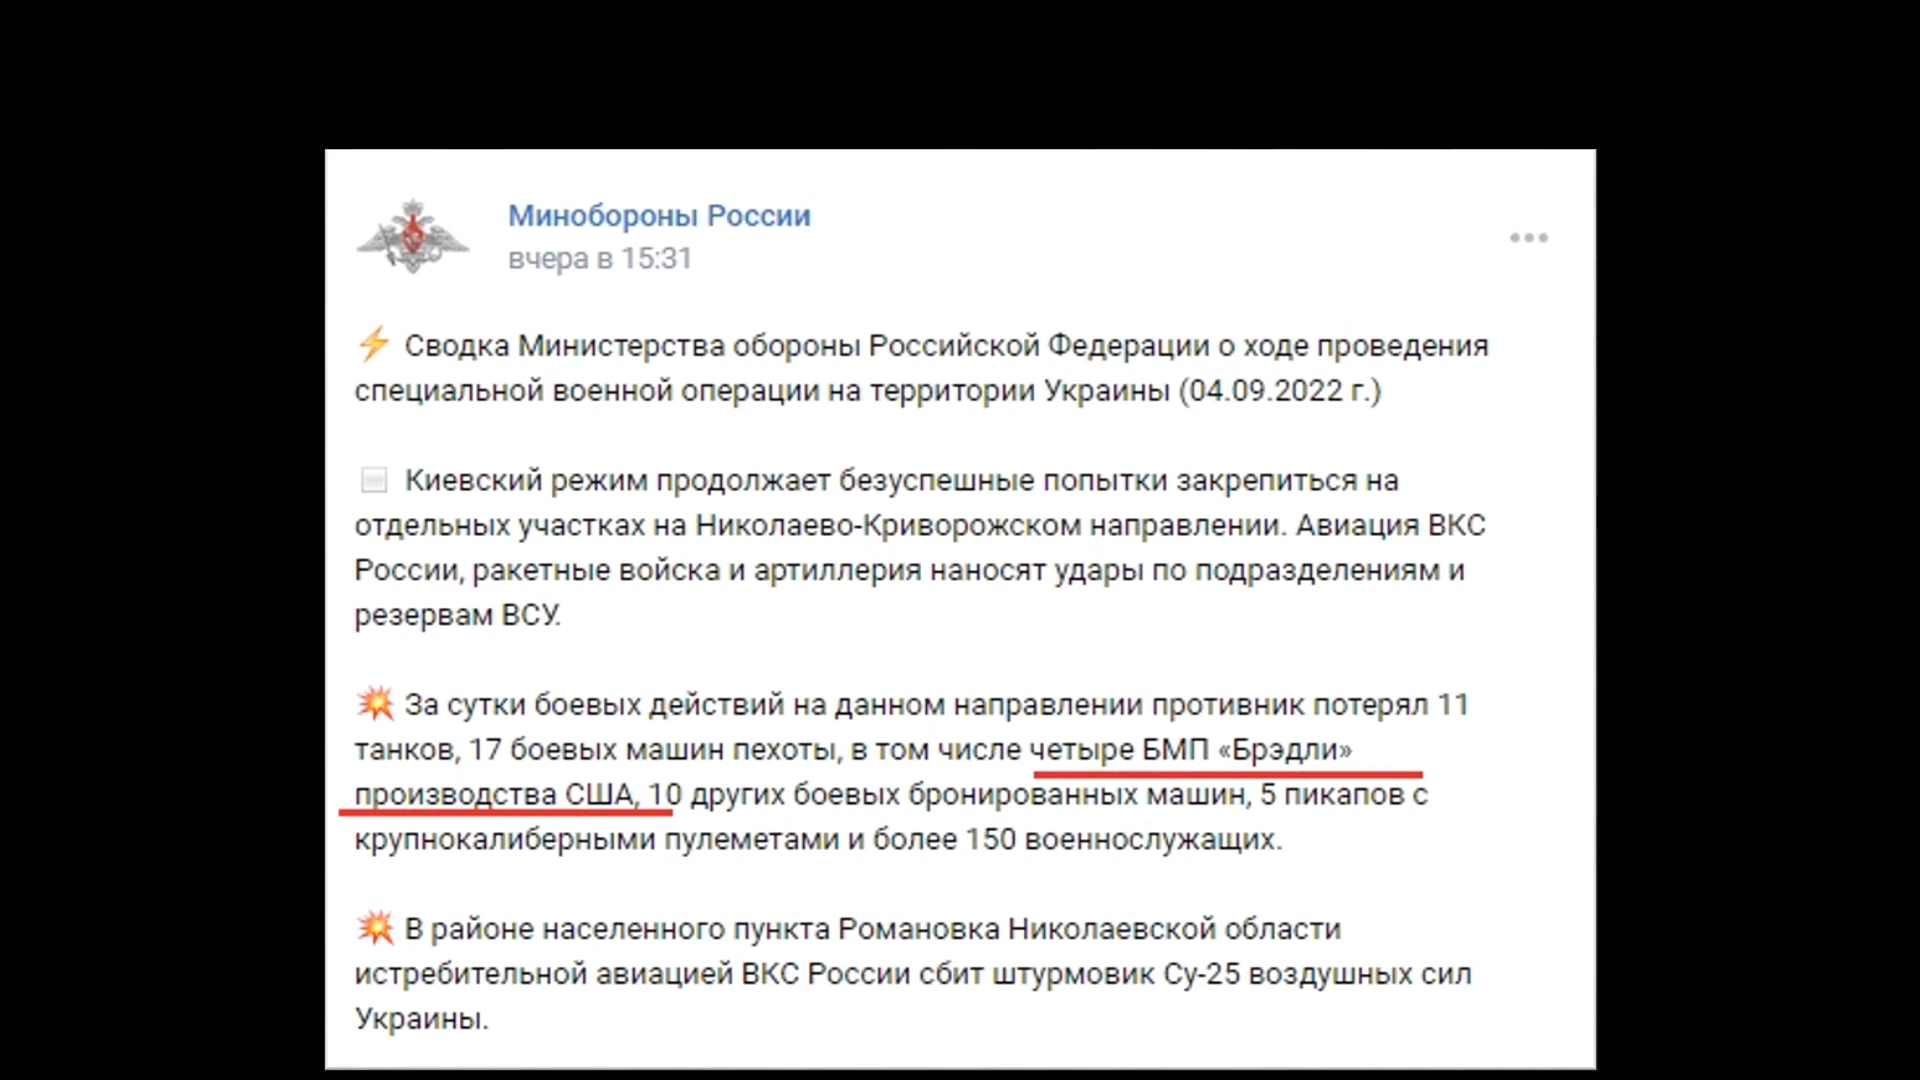 Минобороны России
вчера в 15:31
⚡ Сводка Министерства обороны Российской Федерации о ходе проведения
специальной военной операции на территории Украины (04.09.2022 г.)
Киевский режим продолжает безуспешные попытки закрепиться на
отдельных участках на Николаево-Криворожском направлении. Авиация ВКС
России, ракетные войска и артиллерия наносят удары по подразделениям и
резервам ВСУ.
💥 За сутки боевых действий на данном направлении противник потерял 11
танков, 17 боевых машин пехоты, в том числе четыре БМП «Брэдли»
производства США, 10 других боевых бронированных машин, 5 пикапов с
крупнокалиберными пулеметами и более 150 военнослужащих.
💥 В районе населенного пункта Романовка Николаевской области
истребительной авиацией ВКС России сбит штурмовик Су-25 воздушных сил
Украины.